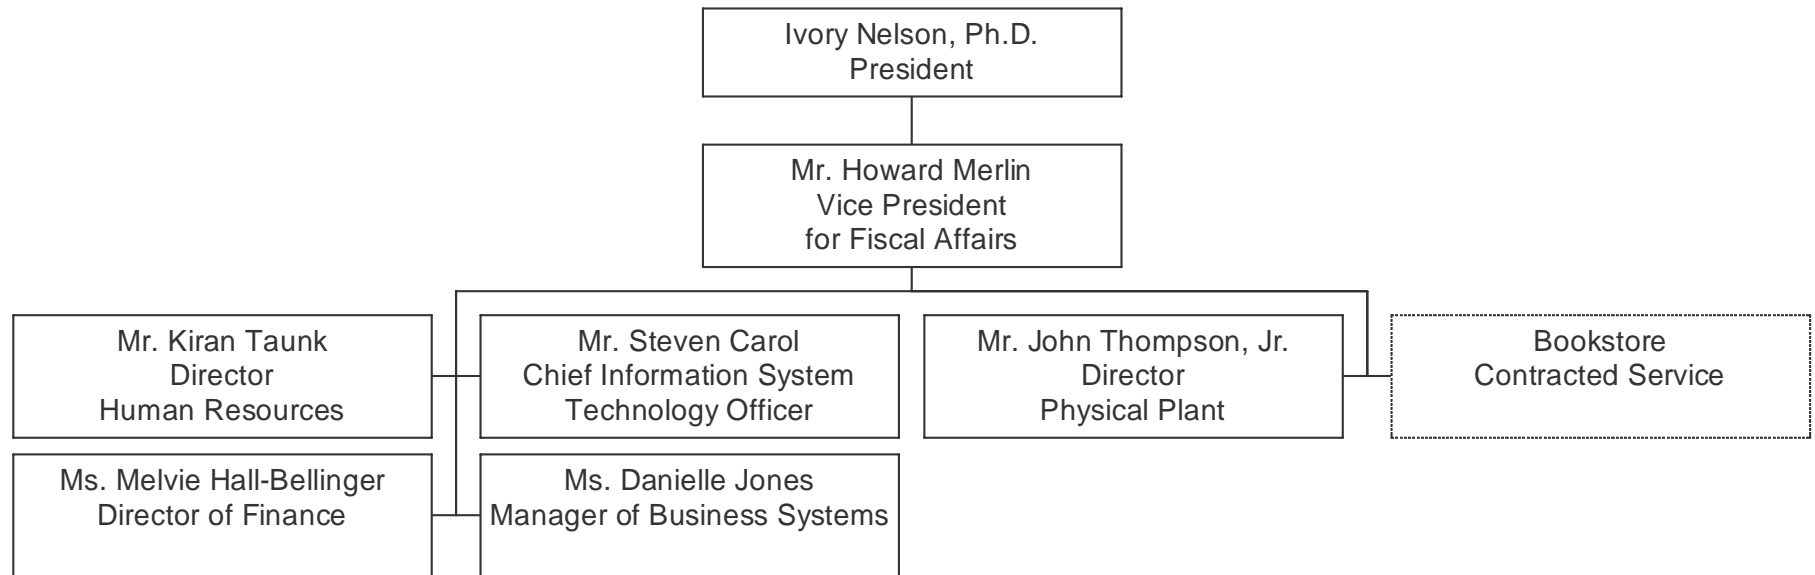 Ivory Nelson, Ph.D.
President
Mr. Howard Merlin
Vice President
for Fiscal Affairs
Mr. Kiran Taunk
Director
Human Resources
Mr. Steven Carol
Chief Information System
Technology Officer
Mr. John Thompson, Jr.
Director
Physical Plant
Bookstore
Contracted Service
Ms. Melvie Hall-Bellinger
Director of Finance
Ms. Danielle Jones
Manager of Business Systems